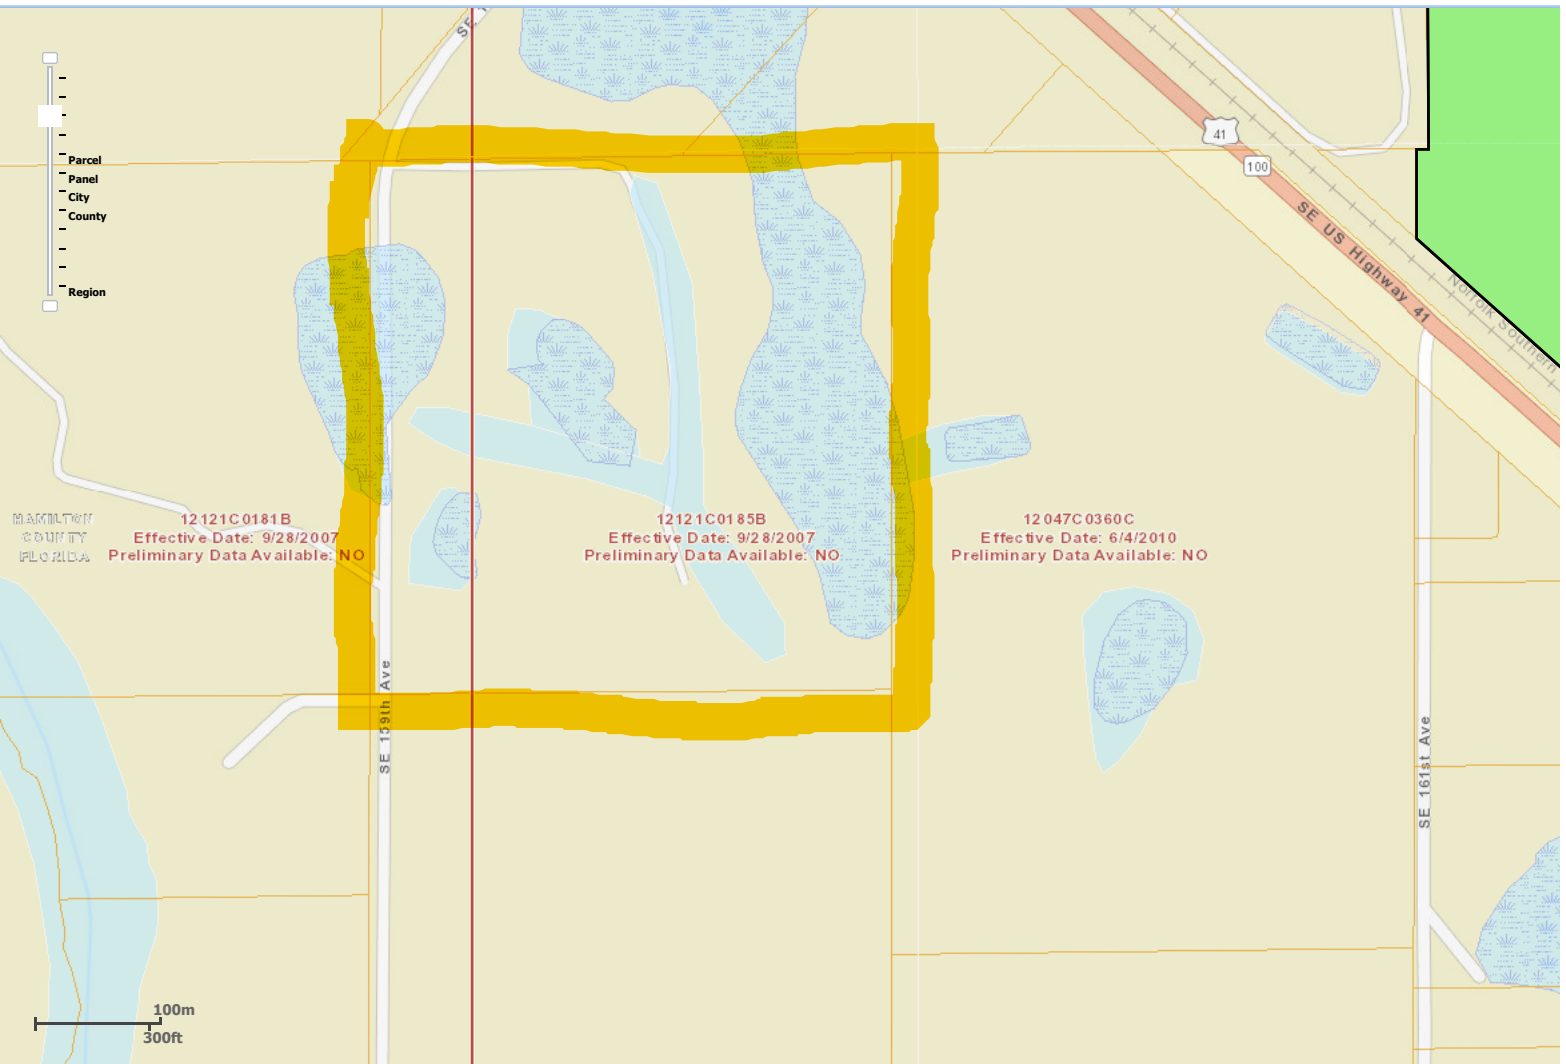 SE 1
41
100
Parcel
Panel
City
County
Region
SE US Highway 41
Norfolk Southern
HAMILTON
COUNTY
FLORIDA
12121C0181B
Effective Date: 9/28/2007
Preliminary Data Available: NO
12121C0185B
Effective Date: 9/28/2007
Preliminary Data Available: NO
12047C0360C
Effective Date: 6/4/2010
Preliminary Data Available: NO
SE 159th Ave
SE 161st Ave
100m
300ft